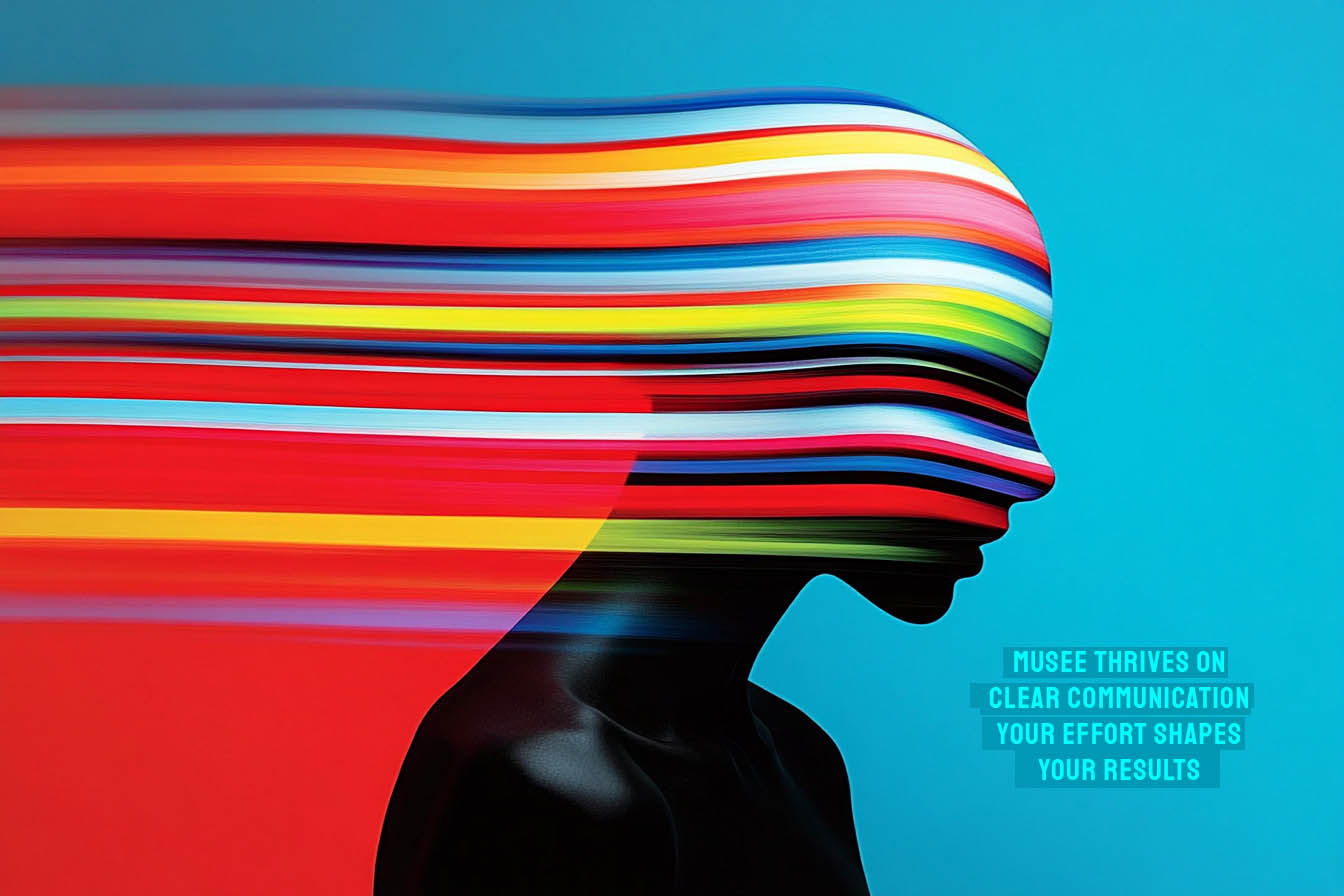 MUSEE THRIVES ON
CLEAR COMMUNICATION
YOUR EFFORT SHAPES
YOUR RESULTS